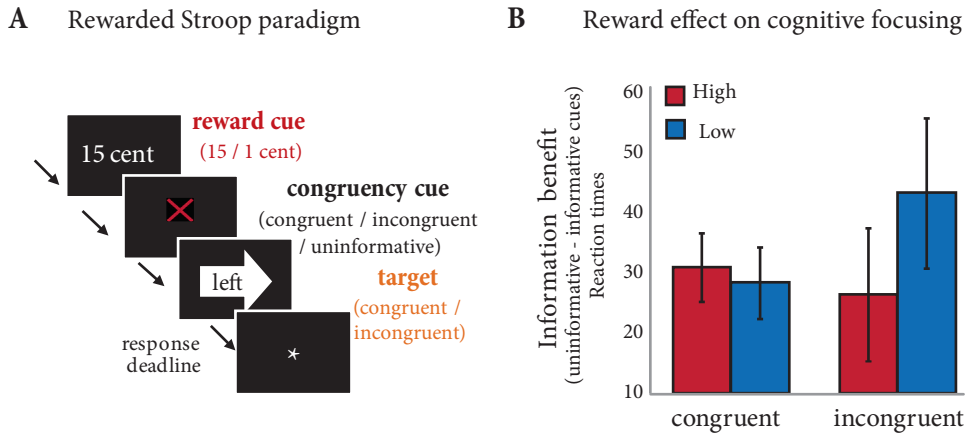 A Rewarded Stroop paradigm
15 cent
reward cue
(15 / 1 cent)
congruency cue
(congruent / incongruent
/ uninformative)
left
target
(congruent /
incongruent)
response
deadline
*
B Reward effect on cognitive focusing
Information benefit
(uninformative - informative cues)
Reaction times
60
50
40
30
20
10
High
Low
congruent
incongruent